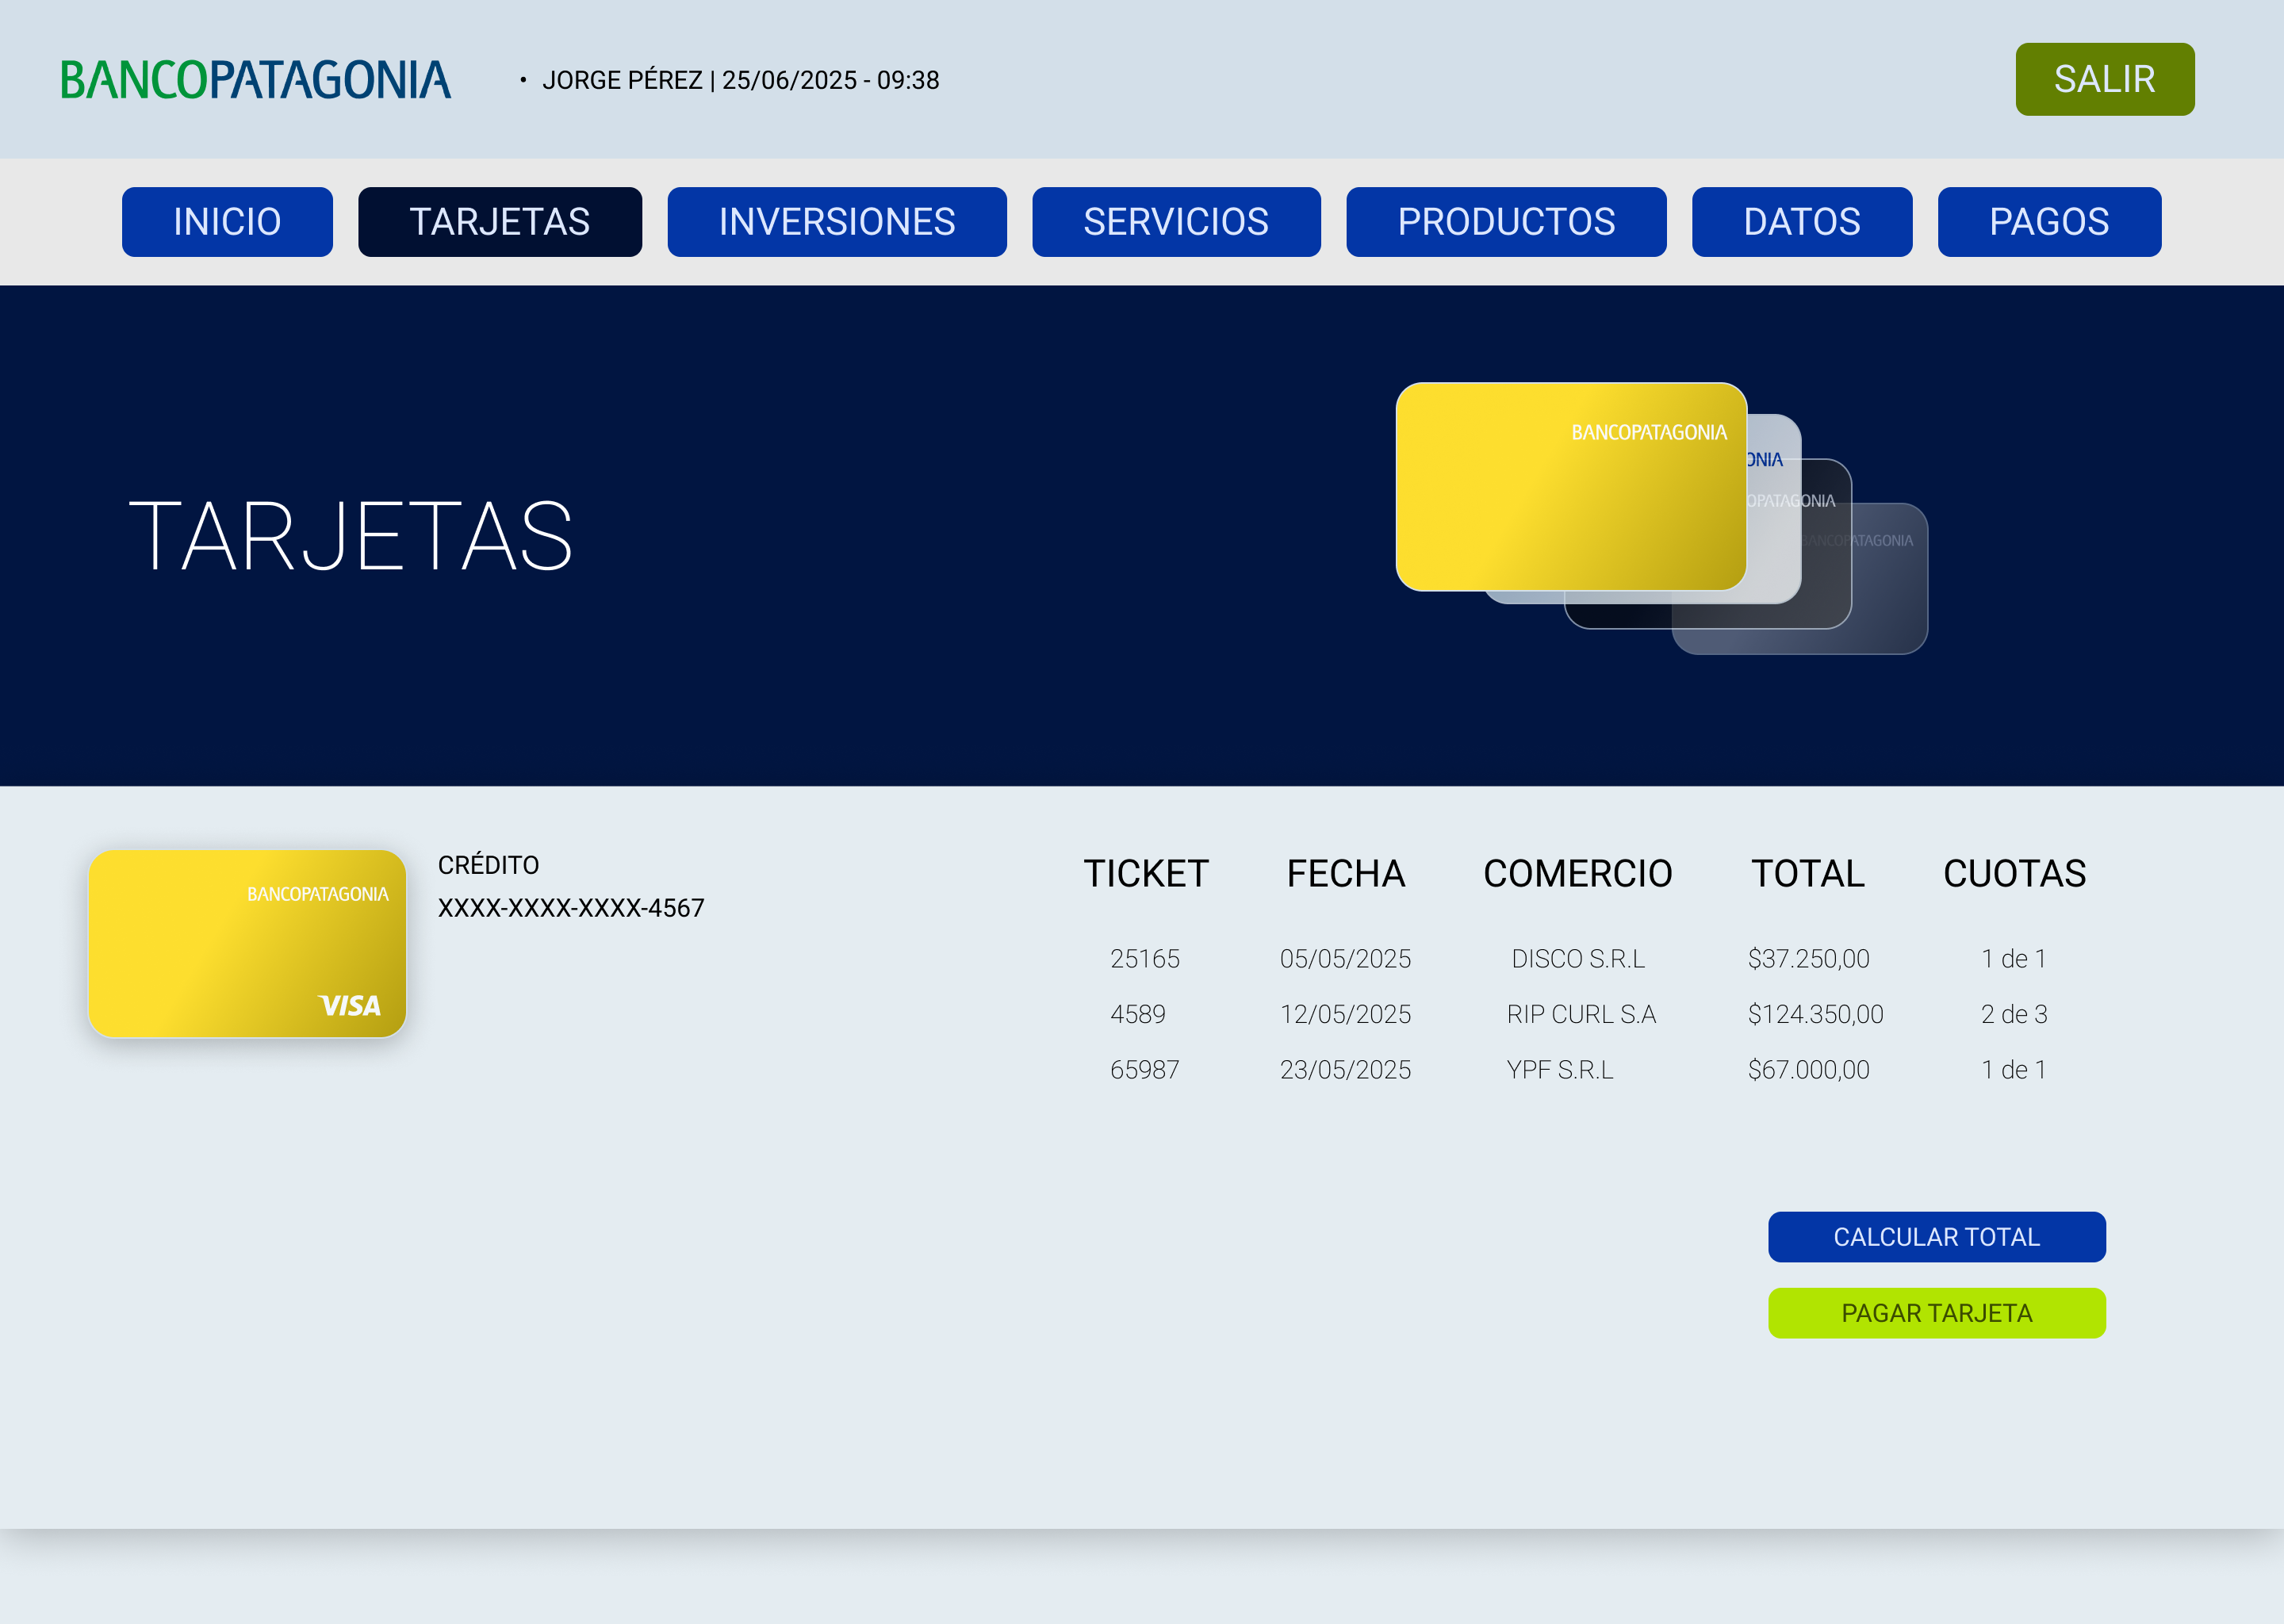 BANCOPATAGONIA
• JORGE PÉREZ | 25/06/2025 - 09:38
SALIR
INICIO TARJETAS INVERSIONES SERVICIOS PRODUCTOS DATOS PAGOS
TARJETAS
BANCOPATAGONIA
ONIA
OPATAGONIA
BANCOPATAGONIA
BANCOPATAGONIA
VISA
CRÉDITO
XXXX-XXXX-XXXX-4567
TICKET FECHA COMERCIO TOTAL CUOTAS
25165 05/05/2025 DISCO S.R.L $37.250,00 1 de 1
4589 12/05/2025 RIP CURL S.A $124.350,00 2 de 3
65987 23/05/2025 YPF S.R.L $67.000,00 1 de 1
CALCULAR TOTAL
PAGAR TARJETA